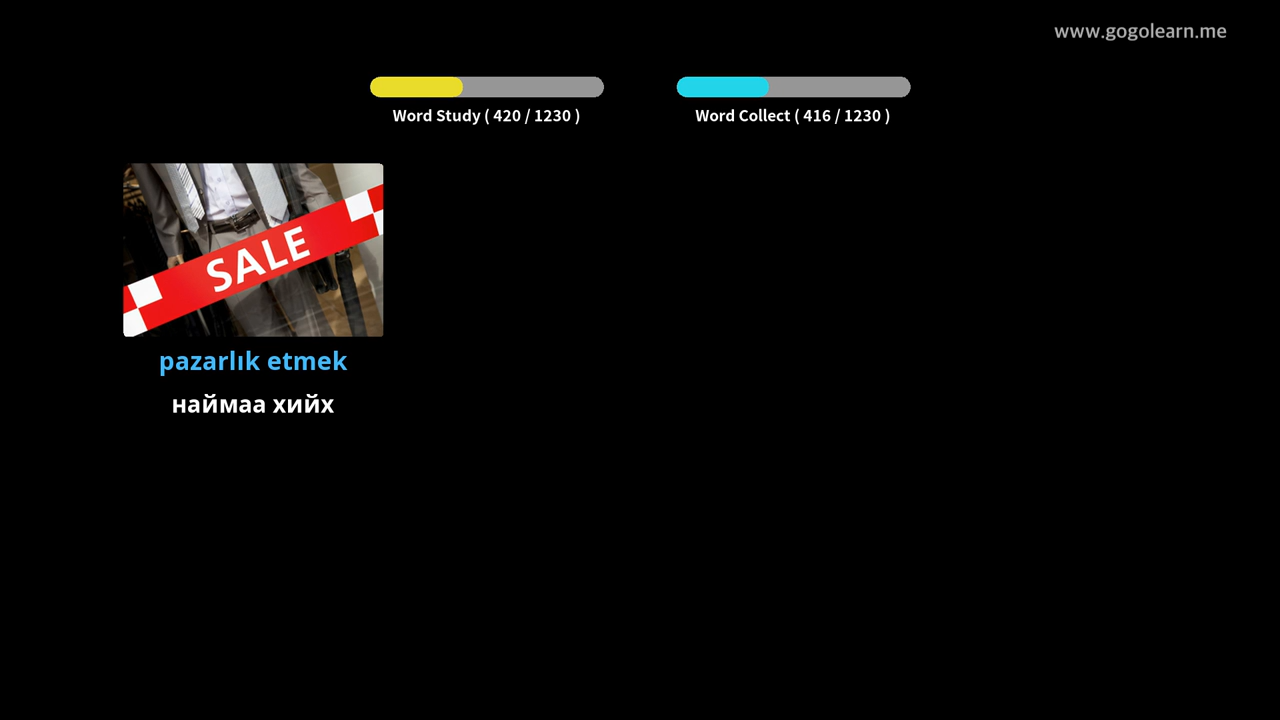 www.gogolearn.me
Word Study ( 420 / 1230 )
Word Collect ( 416 / 1230 )
SALE
pazarlık etmek
наймаа хийх